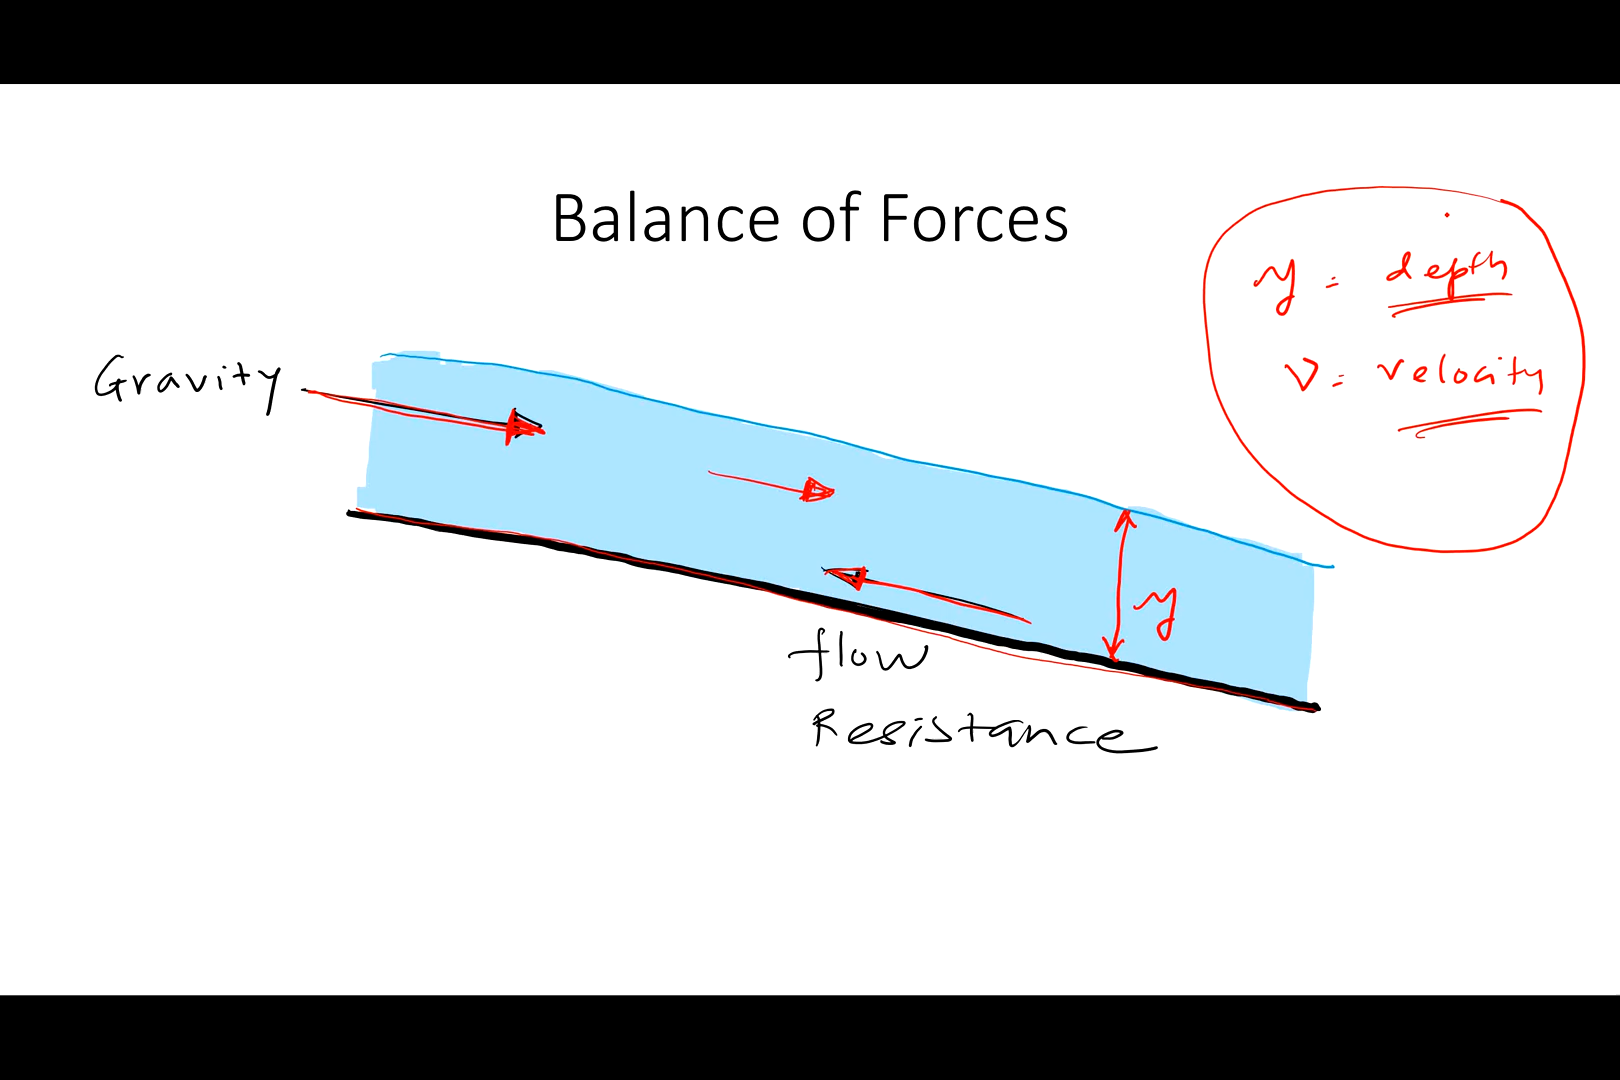 Balance of Forces
y = depth
V = velocity
Gravity
y
flow
Resistance